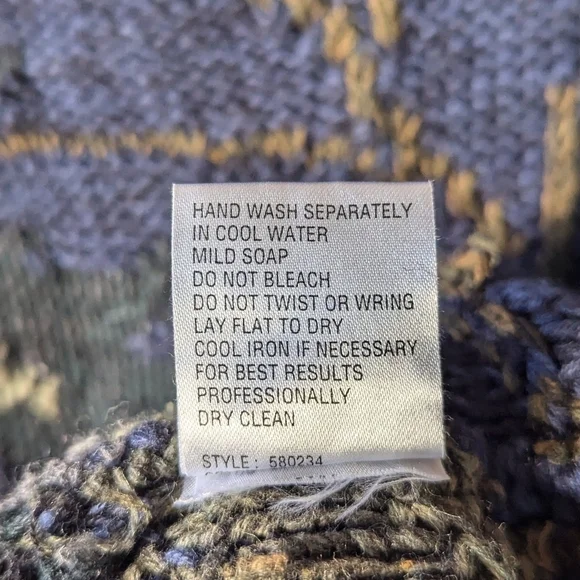 HAND WASH SEPARATELY
IN COOL WATER
MILD SOAP
DO NOT BLEACH
DO NOT TWIST OR WRING
LAY FLAT TO DRY
COOL IRON IF NECESSARY
FOR BEST RESULTS
PROFESSIONALLY
DRY CLEAN
STYLE: 580234